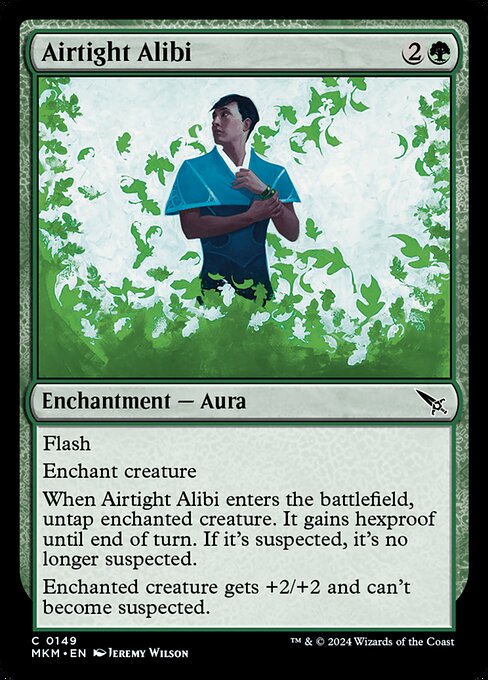 Airtight Alibi 2
Enchantment — Aura
Flash
Enchant creature
When Airtight Alibi enters the battlefield,
untap enchanted creature. It gains hexproof
until end of turn. If it's suspected, it's no
longer suspected.
Enchanted creature gets +2/+2 and can't
become suspected.
C 0149
MKM • EN Jeremy Wilson
™ & © 2024 Wizards of the Coast